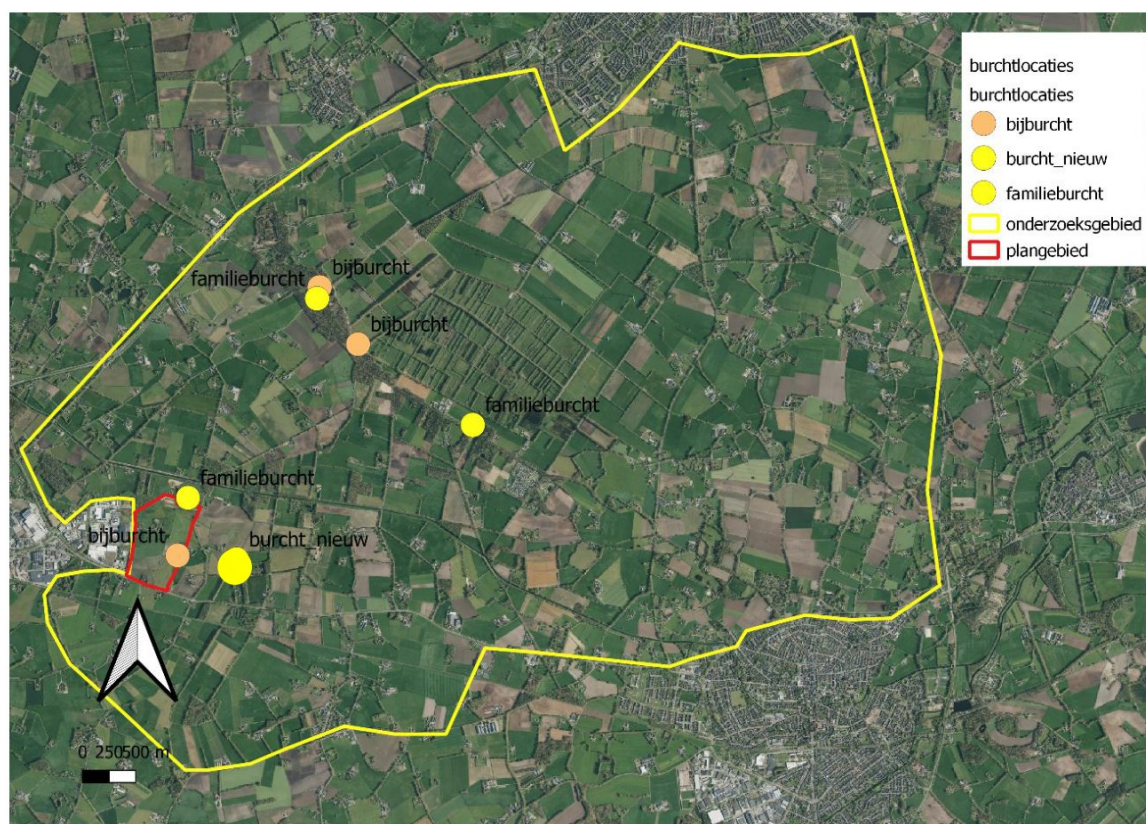 burchtlocaties
burchtlocaties
bijburcht
burcht_nieuw
familieburcht
onderzoeksgebied
plangebied
bijburcht
familieburcht
bijburcht
familieburcht
familieburcht
bijburcht
burcht_nieuw
0 250500 m